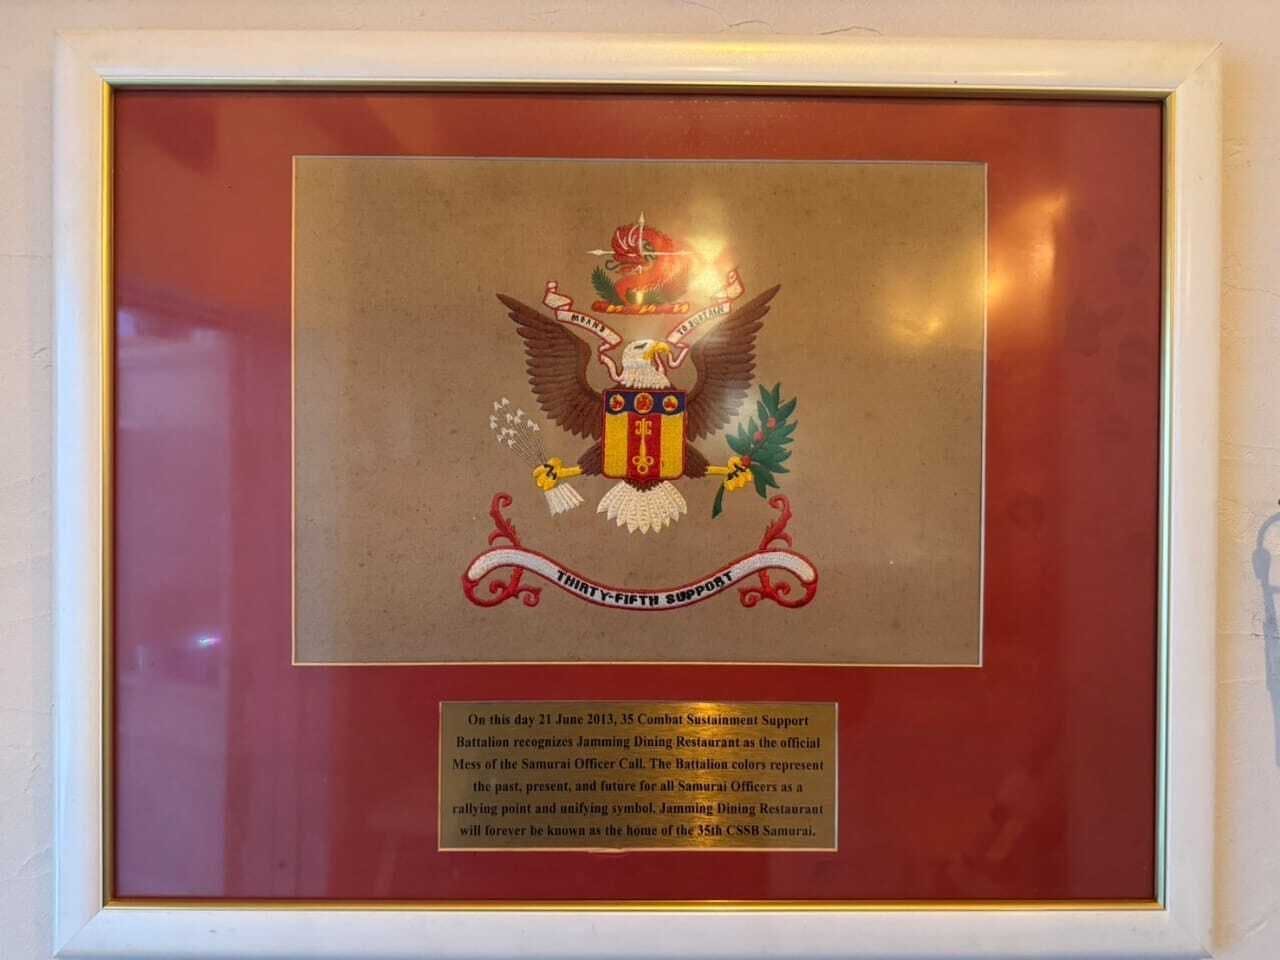 MEANS TO SUSTAIN
THIRTY-FIFTH SUPPORT
On this day 21 June 2013, 35 Combat Sustainment Support
Battalion recognizes Jamming Dining Restaurant as the official
Mess of the Samurai Officer Call. The Battalion colors represent
the past, present, and future for all Samurai Officers as a
rallying point and unifying symbol. Jamming Dining Restaurant
will forever be known as the home of the 35th CSSB Samurai.